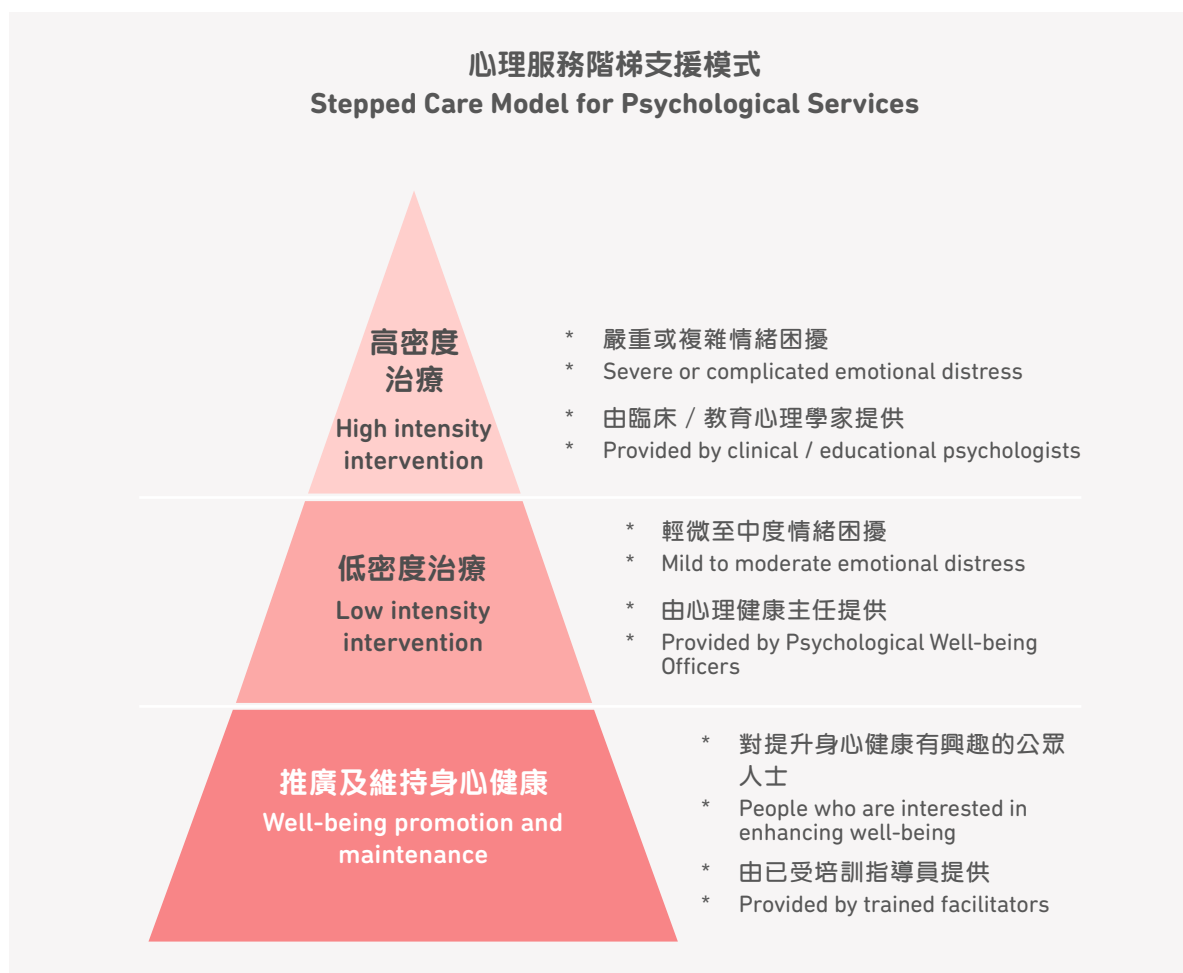 心理服務階梯支援模式
Stepped Care Model for Psychological Services
高密度
治療
High intensity
intervention
* 嚴重或複雜情緒困擾
* Severe or complicated emotional distress
* 由臨床 / 教育心理學家提供
* Provided by clinical / educational psychologists
低密度治療
Low intensity
intervention
* 輕微至中度情緒困擾
* Mild to moderate emotional distress
* 由心理健康主任提供
* Provided by Psychological Well-being
Officers
推廣及維持身心健康
Well-being promotion and
maintenance
* 對提升身心健康有興趣的公眾
人士
* People who are interested in
enhancing well-being
* 由已受培訓指導員提供
* Provided by trained facilitators